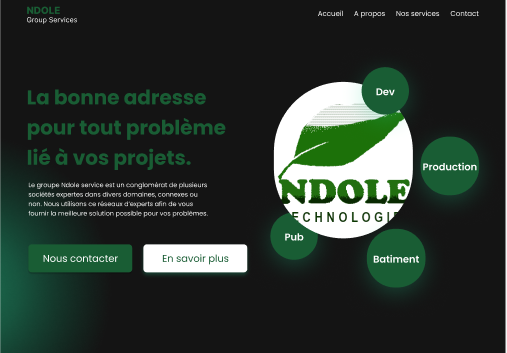 NDOLE
Group Services
Accueil A propos Nos services Contact
La bonne adresse
pour tout problème
lié à vos projets.
Le groupe Ndole service est un conglomérat de plusieurs
sociétés expertes dans divers domaines, connexes ou
non. Nous utilisons ce réseaux d'experts afin de vous
fournir la meilleure solution possible pour vos problèmes.
Nous contacter
En savoir plus
Dev
Production
NDOLE
ECHNOLOGI
Pub
Batiment